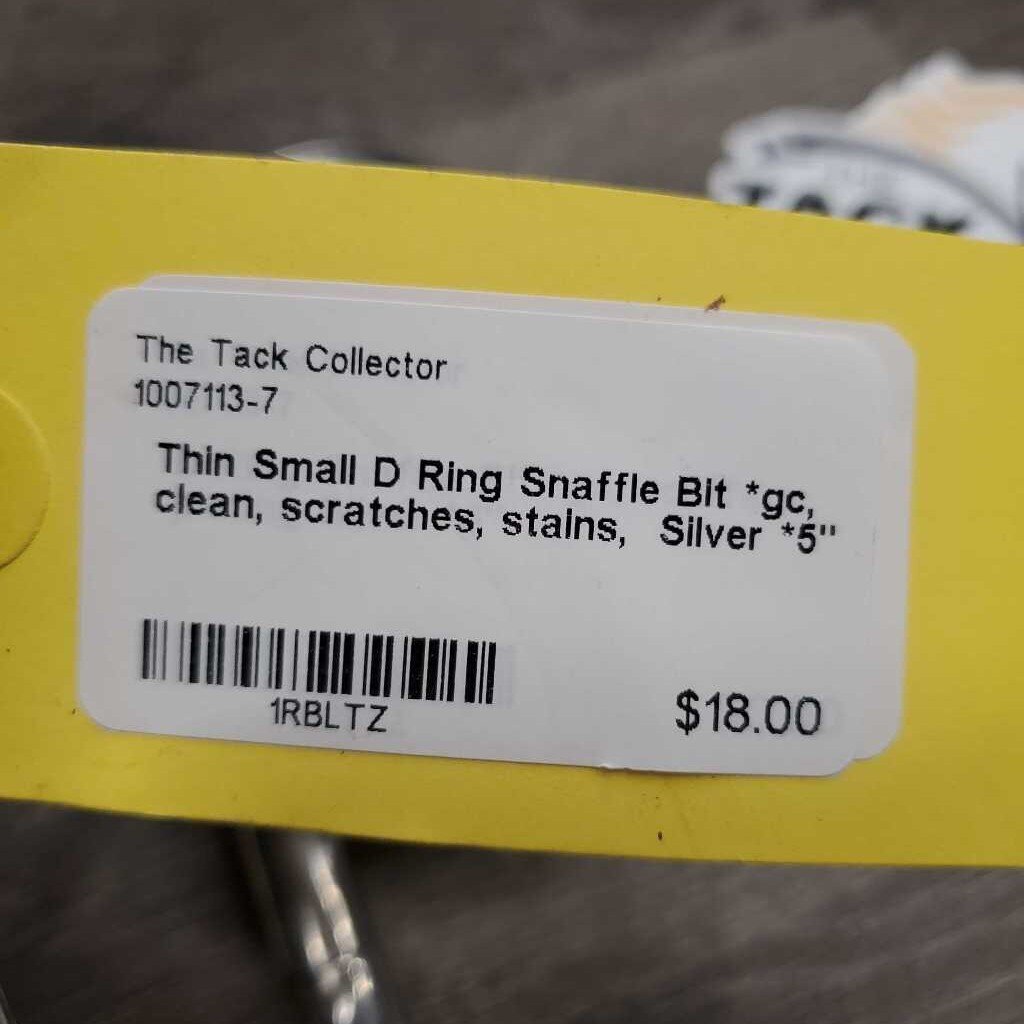 TACK
The Tack Collector
1007113-7
Thin Small D Ring Snaffle Bit *gc,
clean, scratches, stains, Silver *5"
1RBLTZ
$18.00